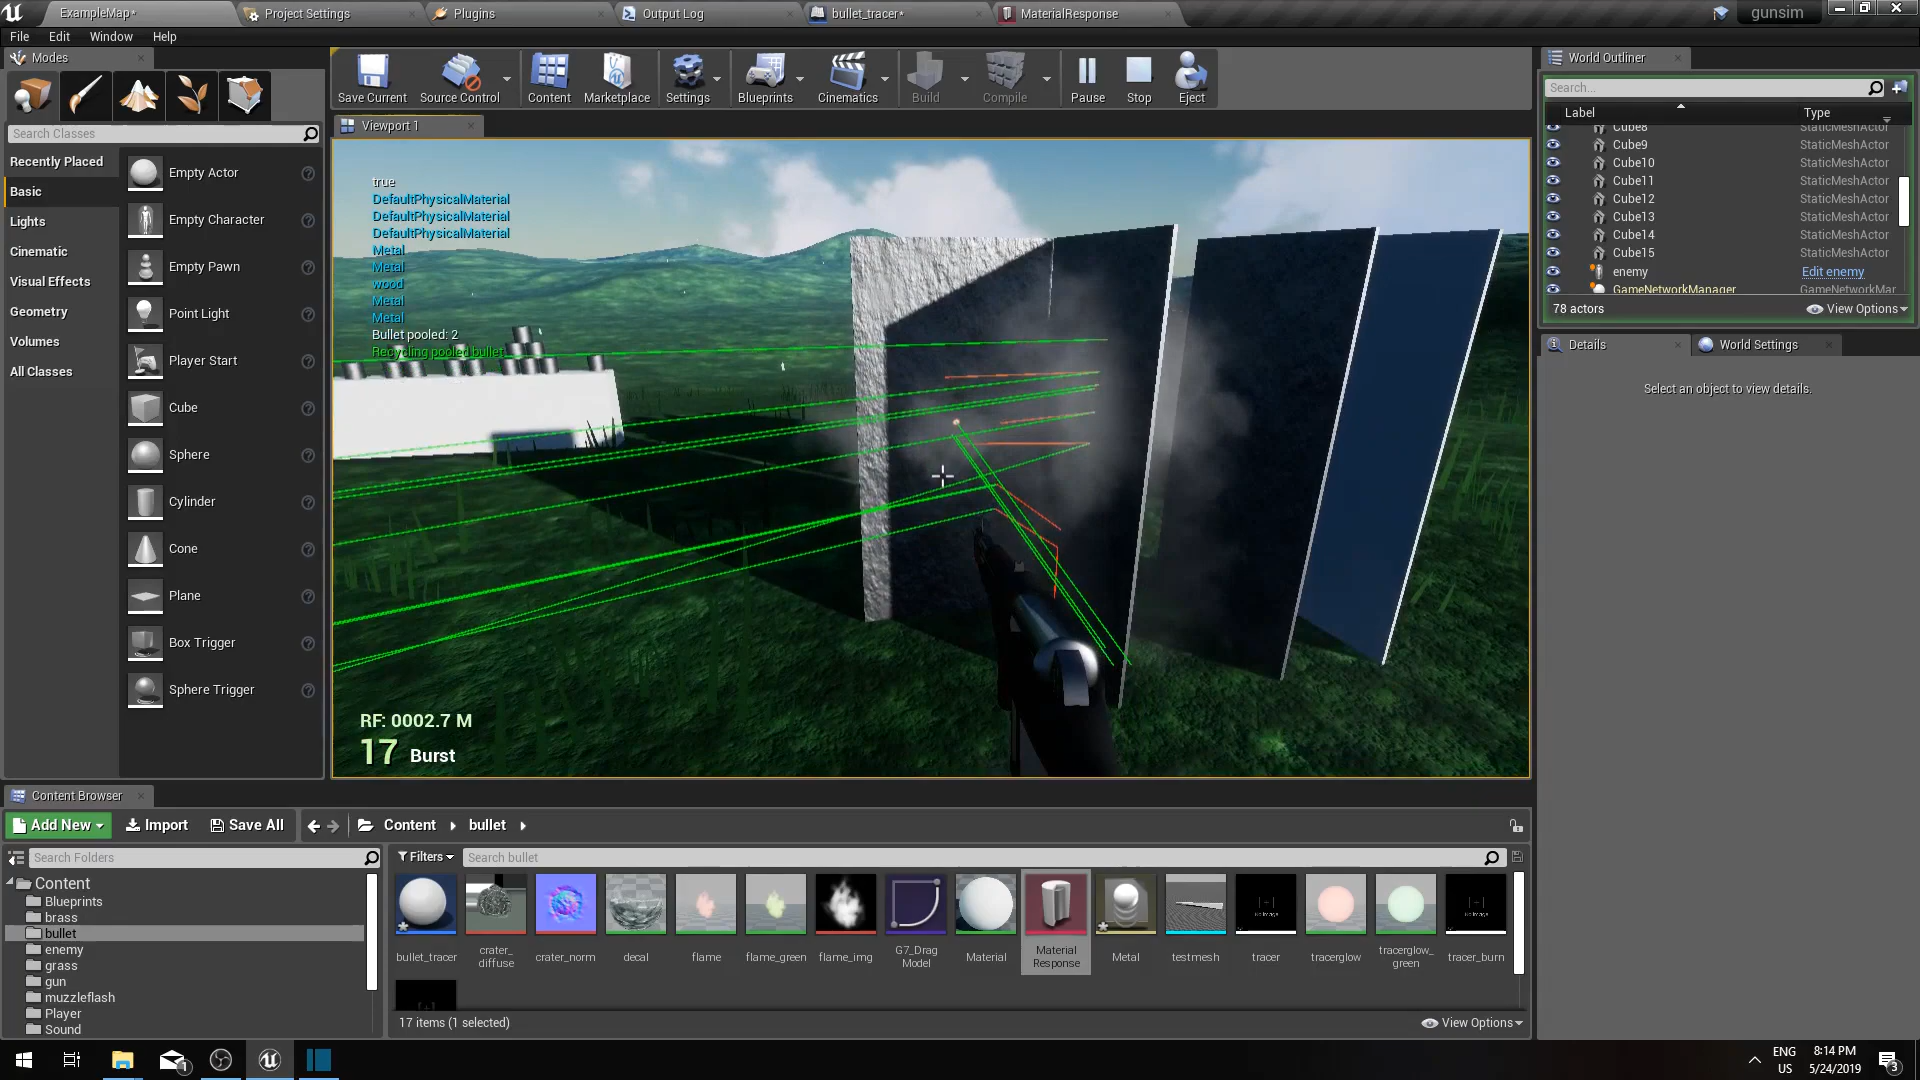 ExampleMap*
Project Settings
Plugins
Output Log
bullet_tracer*
MaterialResponse
gunsim
File Edit Window Help
Modes
Save Current
Source Control
Content
Marketplace
Settings
Blueprints
Cinematics
Build
Compile
Pause
Stop
Eject
World Outliner
Search...
Label
Type
Cube8 StaticMeshActor
Cube9 StaticMeshActor
Cube10 StaticMeshActor
Cube11 StaticMeshActor
Cube12 StaticMeshActor
Cube13 StaticMeshActor
Cube14 StaticMeshActor
Cube15 StaticMeshActor
enemy Edit enemy
GameNetworkManager GameNetworkMar
78 actors
View Options
Details
World Settings
Select an object to view details.
Search Classes
Recently Placed
Basic
Lights
Cinematic
Visual Effects
Geometry
Volumes
All Classes
Empty Actor
Empty Character
Empty Pawn
Point Light
Player Start
Cube
Sphere
Cylinder
Cone
Plane
Box Trigger
Sphere Trigger
Viewport 1
true
DefaultPhysicalMaterial
DefaultPhysicalMaterial
DefaultPhysicalMaterial
Metal
Metal
wood
Metal
Metal
Bullet pooled: 2
Recycling pooled bullet
RF: 0002.7 M
17 Burst
Content Browser
Add New
Import
Save All
Content
bullet
Search Folders
Content
Blueprints
brass
bullet
enemy
grass
gun
muzzleflash
Player
Sound
Filters
Search bullet
bullet_tracer
crater_
diffuse
crater_norm
decal
flame
flame_green
flame_img
G7_Drag
Model
Material
Material
Response
Metal
testmesh
tracer
tracerglow
tracerglow_
green
tracer_burn
17 items (1 selected)
View Options
ENG
US
8:14 PM
5/24/2019
1
3